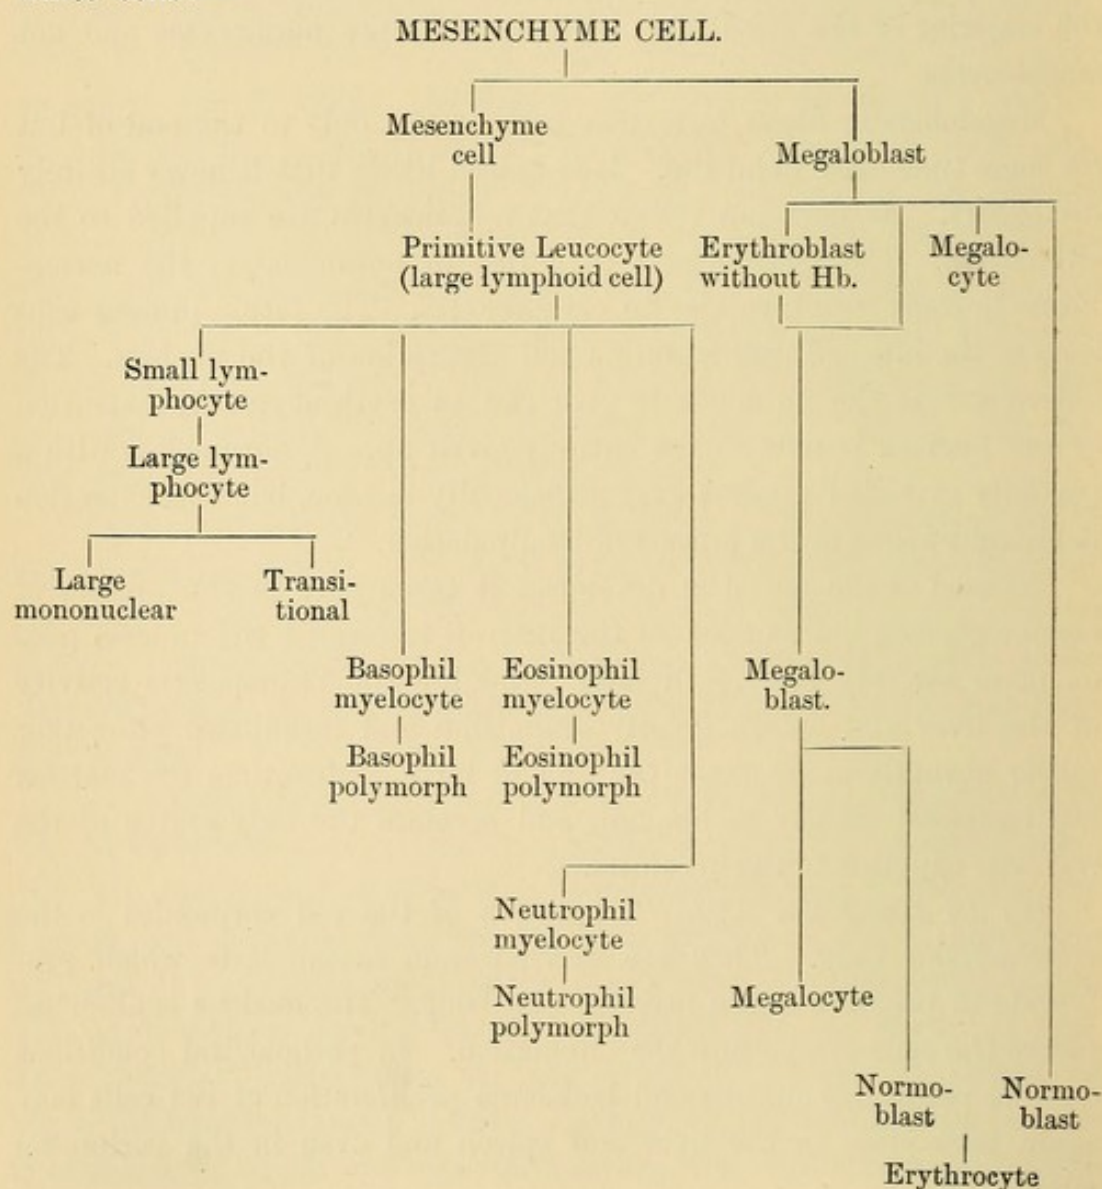 MESENCHYME CELL.
Mesenchyme
cell
Megaloblast
Primitive Leucocyte
(large lymphoid cell)
Erythroblast
without Hb.
Megalo-
cyte
Small lym-
phocyte
Large lym-
phocyte
Large
mononuclear
Transi-
tional
Basophil
myelocyte
Eosinophil
myelocyte
Megalo-
blast.
Basophil
polymorph
Eosinophil
polymorph
Neutrophil
myelocyte
Neutrophil
polymorph
Megalocyte
Normo-
blast
Normo-
blast
Erythrocyte